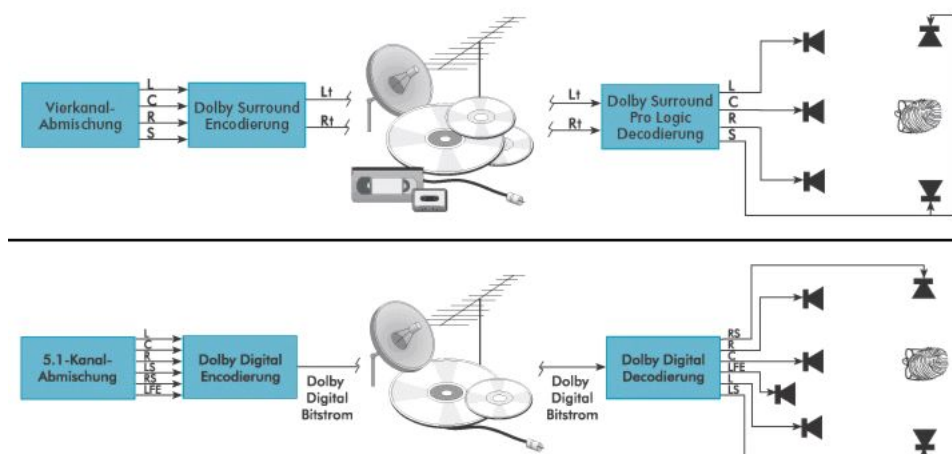 Vierkanal-
Abmischung
L
C
R
S
Dolby Surround
Encodierung
Lt
Rt
Lt
Rt
Dolby Surround
Pro Logic
Decodierung
L
C
R
S
5.1-Kanal-
Abmischung
L
C
R
LS
RS
LFE
Dolby Digital
Encodierung
Dolby
Digital
Bitstrom
Dolby
Digital
Bitstrom
Dolby Digital
Decodierung
RS
R
C
LFE
L
LS